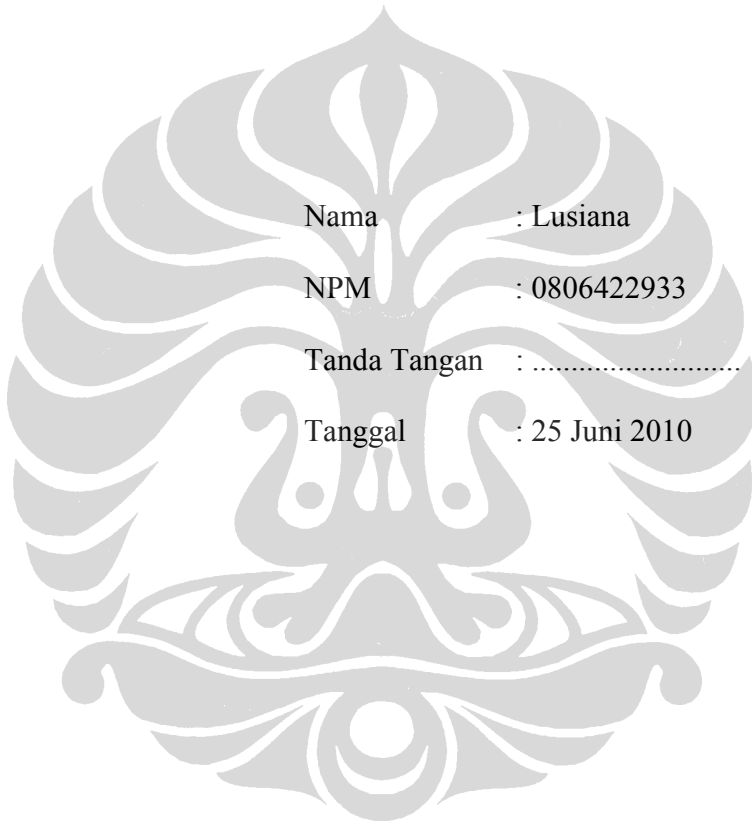 Nama : Lusiana
NPM : 0806422933
Tanda Tangan : ...........................
Tanggal : 25 Juni 2010